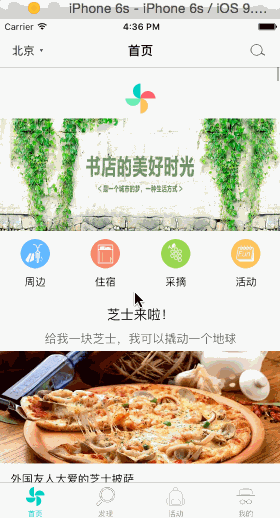 iPhone 6s - iPhone 6s / iOS 9....
Carrier 4:36 PM
北京 首页
书店的美好时光
< 是一个城市的梦，一种生活方式 >
周边 住宿 采摘 活动
芝士来啦！
给我一块芝士，我可以撬动一个地球
外国友人大爱的芝士披萨
首页 发现 活动 我的